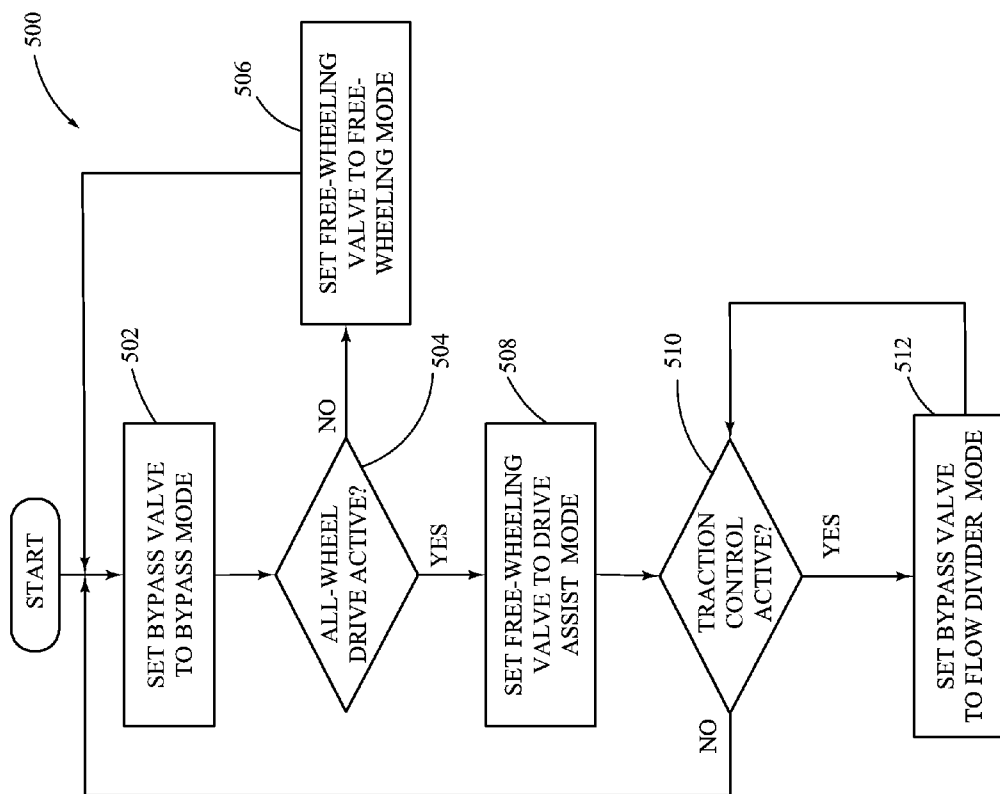 500
START
502
SET BYPASS VALVE
TO BYPASS MODE
504
ALL-WHEEL
DRIVE ACTIVE?
NO
506
SET FREE-WHEELING
VALVE TO FREE-
WHEELING MODE
YES
508
SET FREE-WHEELING
VALVE TO DRIVE
ASSIST MODE
510
TRACTION
CONTROL
ACTIVE?
NO
YES
512
SET BYPASS VALVE
TO FLOW DIVIDER MODE